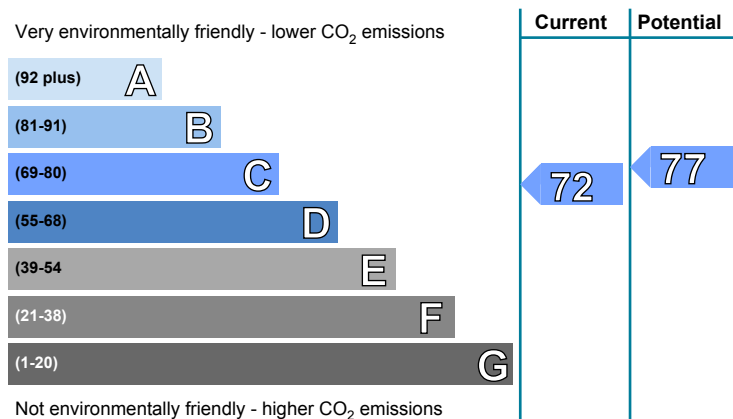 Very environmentally friendly - lower CO2 emissions
Current
Potential
(92 plus) A
(81-91) B
(69-80) C
(55-68) D
(39-54 E
(21-38) F
(1-20) G
72
77
Not environmentally friendly - higher CO2 emissions